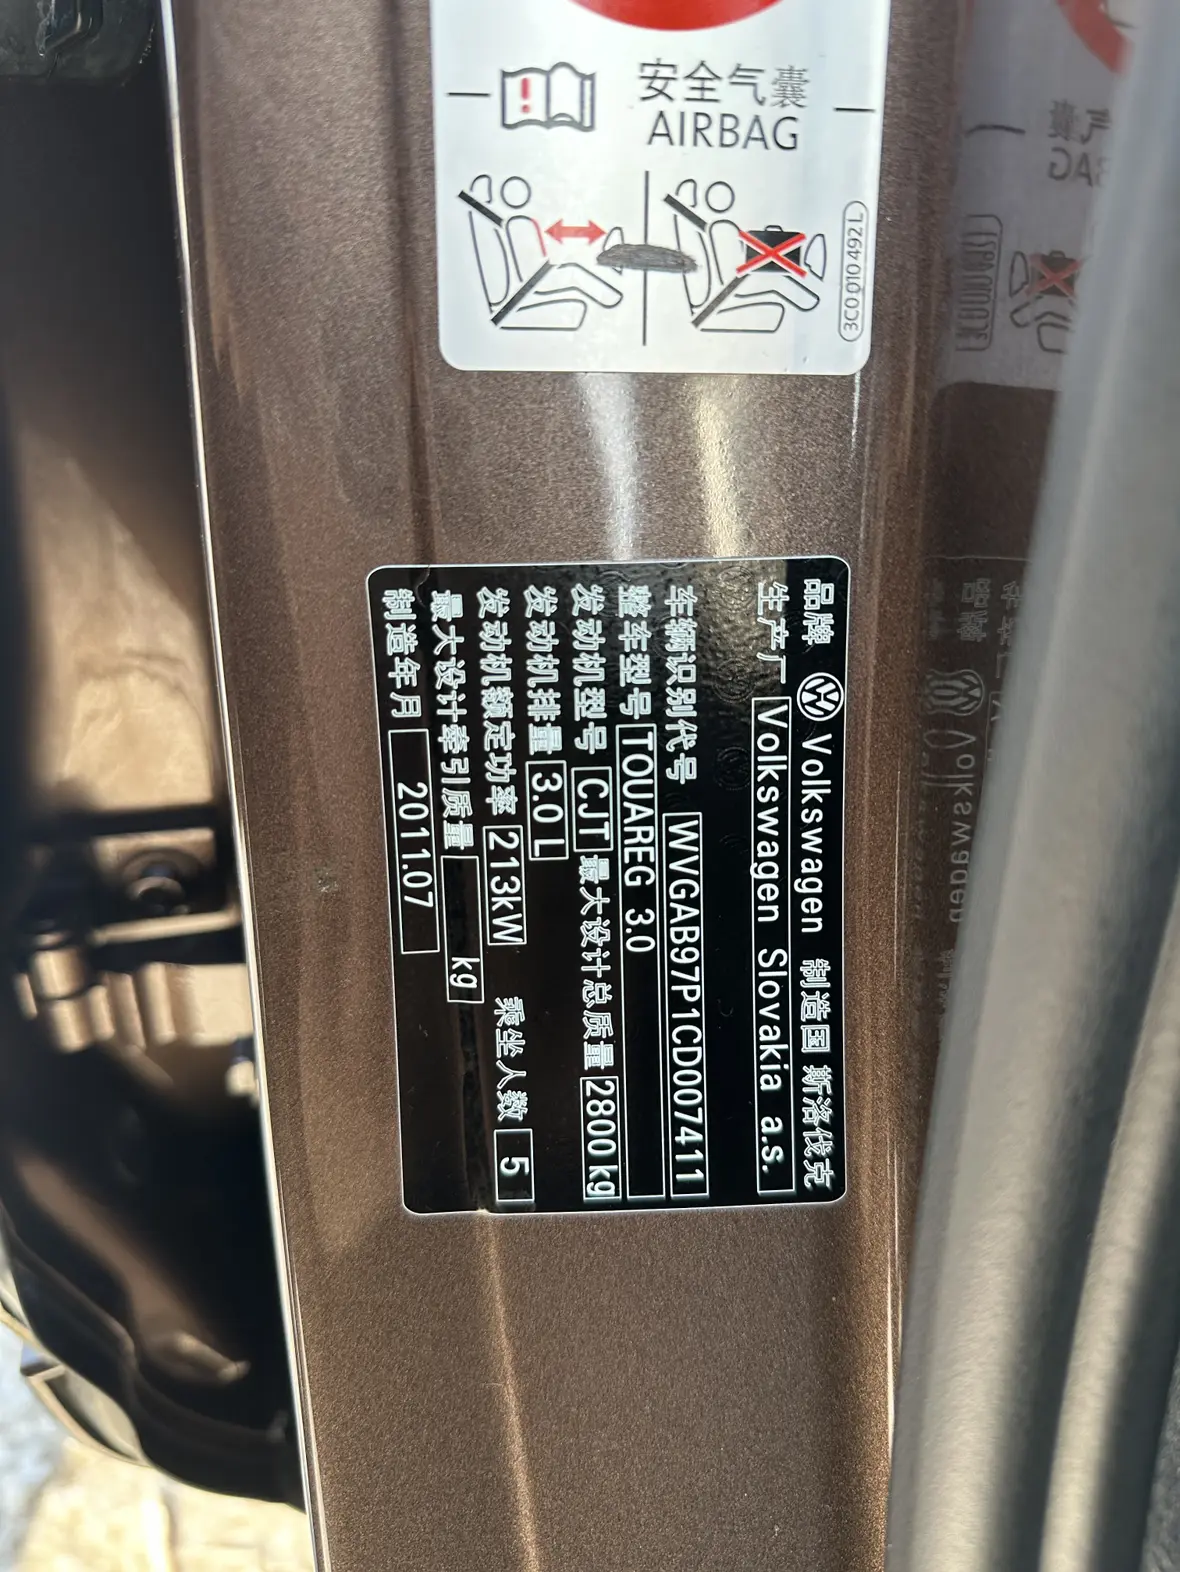 安全气囊
AIRBAG
3C0 010 492 L
品牌 Volkswagen 制造国 斯洛伐克
生产厂 Volkswagen Slovakia a.s.
车辆识别代号 WVGAB97P1CD007411
整车型号 TOUAREG 3.0
发动机型号 CJT 最大设计总质量 2800 kg
发动机排量 3.0 L
发动机额定功率 213kW 乘坐人数 5
最大设计牵引质量 kg
制造年月 2011.07